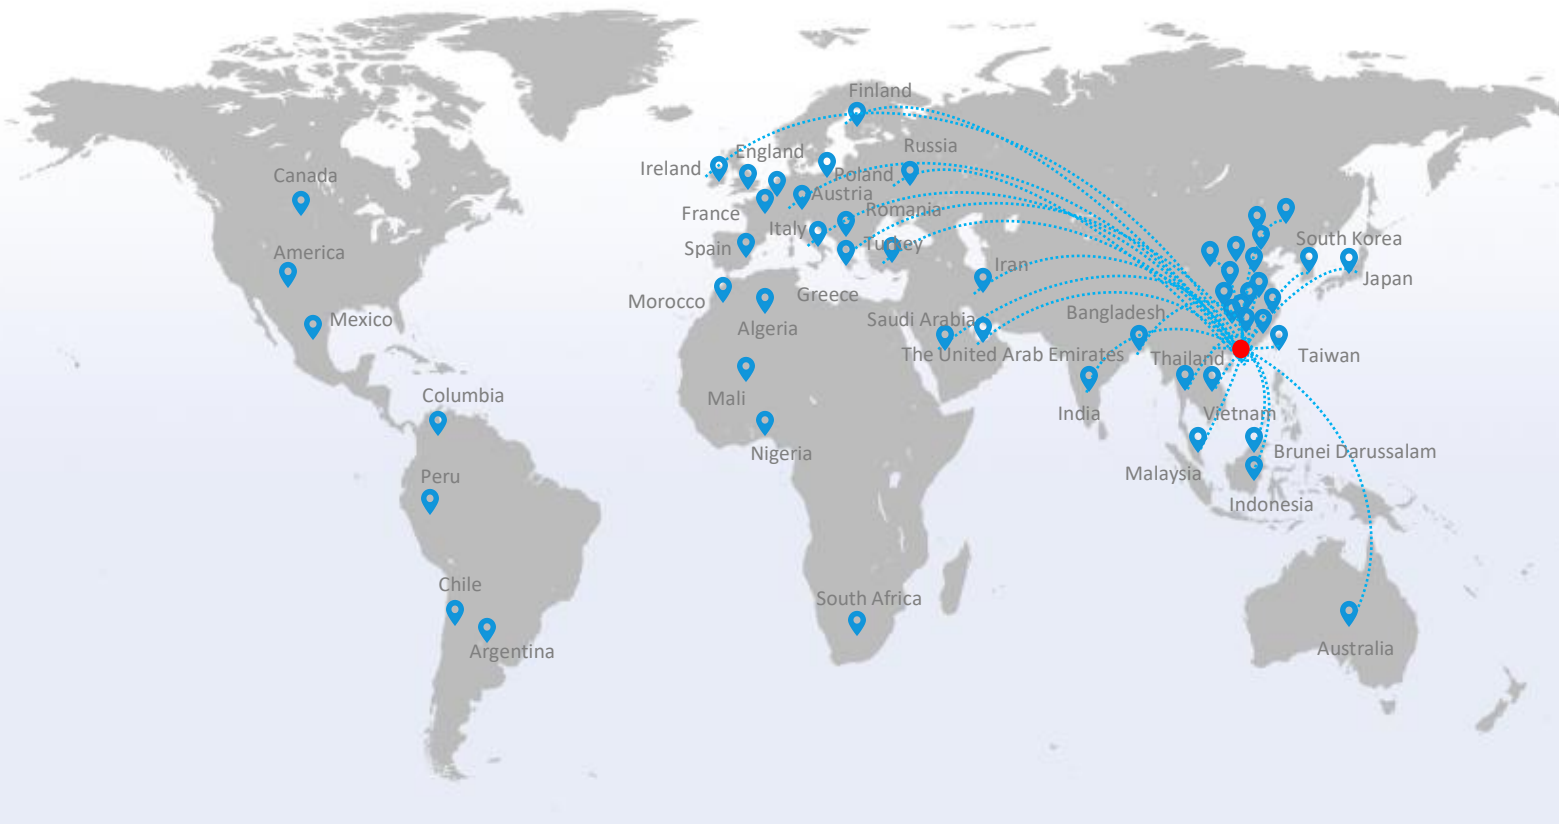 Finland
England
Russia
Ireland
Poland
Canada
Austria
France
Romania
Italy
South Korea
Spain
Turkey
America
Iran
Japan
Morocco
Greece
Bangladesh
Mexico
Algeria
Saudi Arabia
The United Arab Emirates
Thailand
Taiwan
Columbia
Mali
India
Vietnam
Nigeria
Brunei Darussalam
Peru
Malaysia
Indonesia
Chile
South Africa
Argentina
Australia